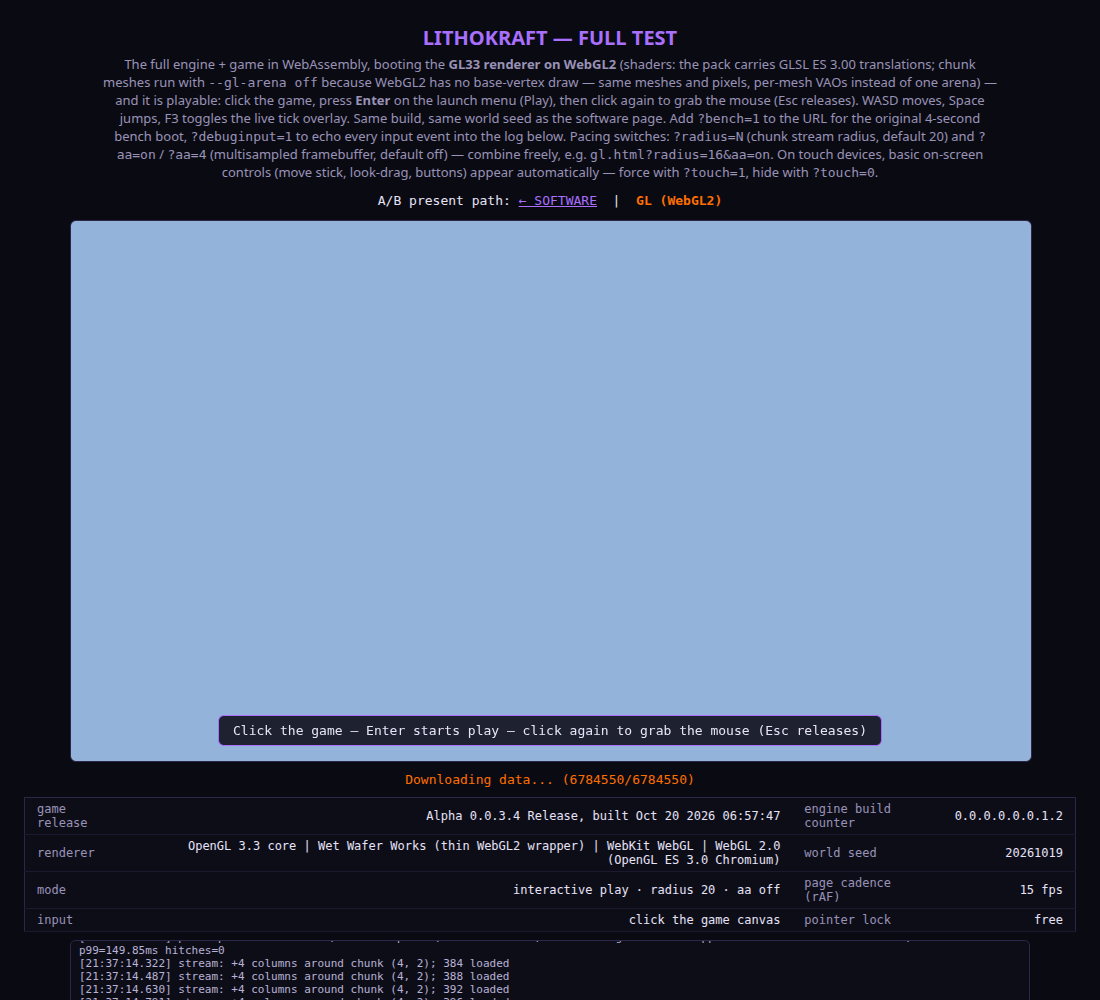 LITHOKRAFT — FULL TEST
The full engine + game in WebAssembly, booting the GL33 renderer on WebGL2 (shaders: the pack carries GLSL ES 3.00 translations; chunk
meshes run with --gl-arena off because WebGL2 has no base-vertex draw — same meshes and pixels, per-mesh VAOs instead of one arena) —
and it is playable: click the game, press Enter on the launch menu (Play), then click again to grab the mouse (Esc releases). WASD moves, Space
jumps, F3 toggles the live tick overlay. Same build, same world seed as the software page. Add ?bench=1 to the URL for the original 4-second
bench boot, ?debuginput=1 to echo every input event into the log below. Pacing switches: ?radius=N (chunk stream radius, default 20) and ?
aa=on / ?aa=4 (multisampled framebuffer, default off) — combine freely, e.g. gl.html?radius=16&aa=on. On touch devices, basic on-screen
controls (move stick, look-drag, buttons) appear automatically — force with ?touch=1, hide with ?touch=0.
A/B present path: ← SOFTWARE | GL (WebGL2)
Click the game — Enter starts play — click again to grab the mouse (Esc releases)
Downloading data... (6784550/6784550)
game release Alpha 0.0.3.4 Release, built Oct 20 2026 06:57:47 engine build counter 0.0.0.0.0.0.1.2
renderer OpenGL 3.3 core | Wet Wafer Works (thin WebGL2 wrapper) | WebKit WebGL | WebGL 2.0 (OpenGL ES 3.0 Chromium) world seed 20261019
mode interactive play · radius 20 · aa off page cadence (rAF) 15 fps
input click the game canvas pointer lock free
p99=149.85ms hitches=0
[21:37:14.322] stream: +4 columns around chunk (4, 2); 384 loaded
[21:37:14.487] stream: +4 columns around chunk (4, 2); 388 loaded
[21:37:14.630] stream: +4 columns around chunk (4, 2); 392 loaded